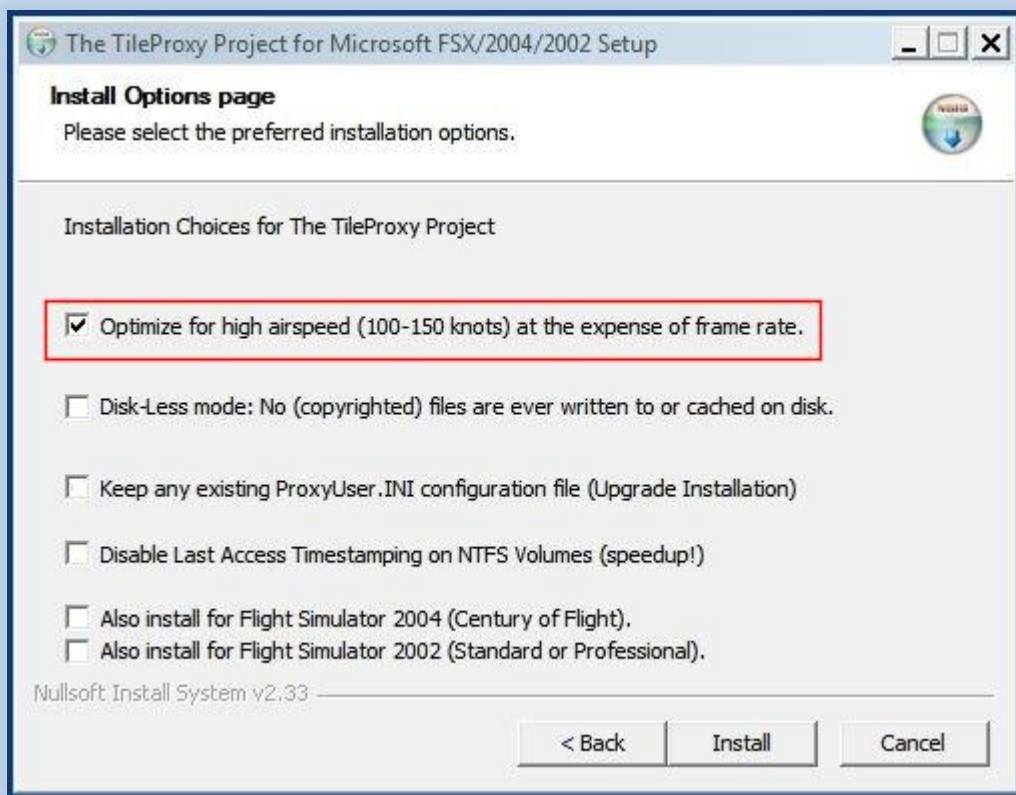 The TileProxy Project for Microsoft FSX/2004/2002 Setup
Install Options page
Please select the preferred installation options.
Installation Choices for The TileProxy Project
Optimize for high airspeed (100-150 knots) at the expense of frame rate.
Disk-Less mode: No (copyrighted) files are ever written to or cached on disk.
Keep any existing ProxyUser.INI configuration file (Upgrade Installation)
Disable Last Access Timestamping on NTFS Volumes (speedup!)
Also install for Flight Simulator 2004 (Century of Flight).
Also install for Flight Simulator 2002 (Standard or Professional).
Nullsoft Install System v2.33
< Back Install Cancel